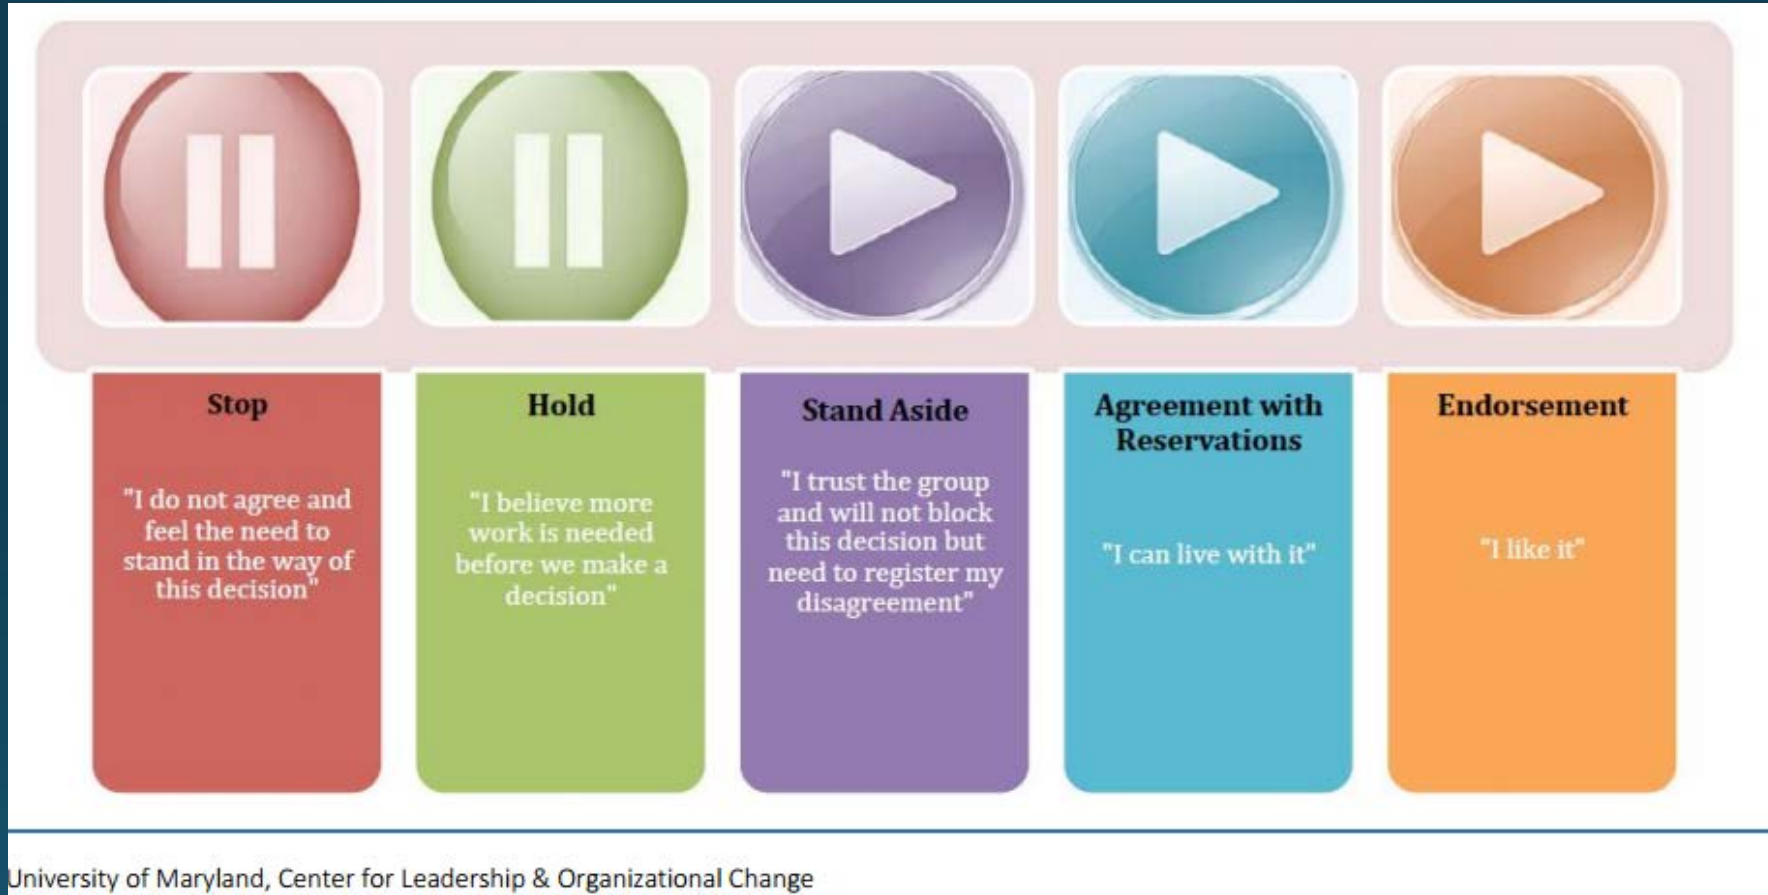 Stop
"I do not agree and
feel the need to
stand in the way of
this decision"
Hold
"I believe more
work is needed
before we make a
decision"
Stand Aside
"I trust the group
and will not block
this decision but
need to register my
disagreement"
Agreement with
Reservations
"I can live with it"
Endorsement
"I like it"
University of Maryland, Center for Leadership & Organizational Change